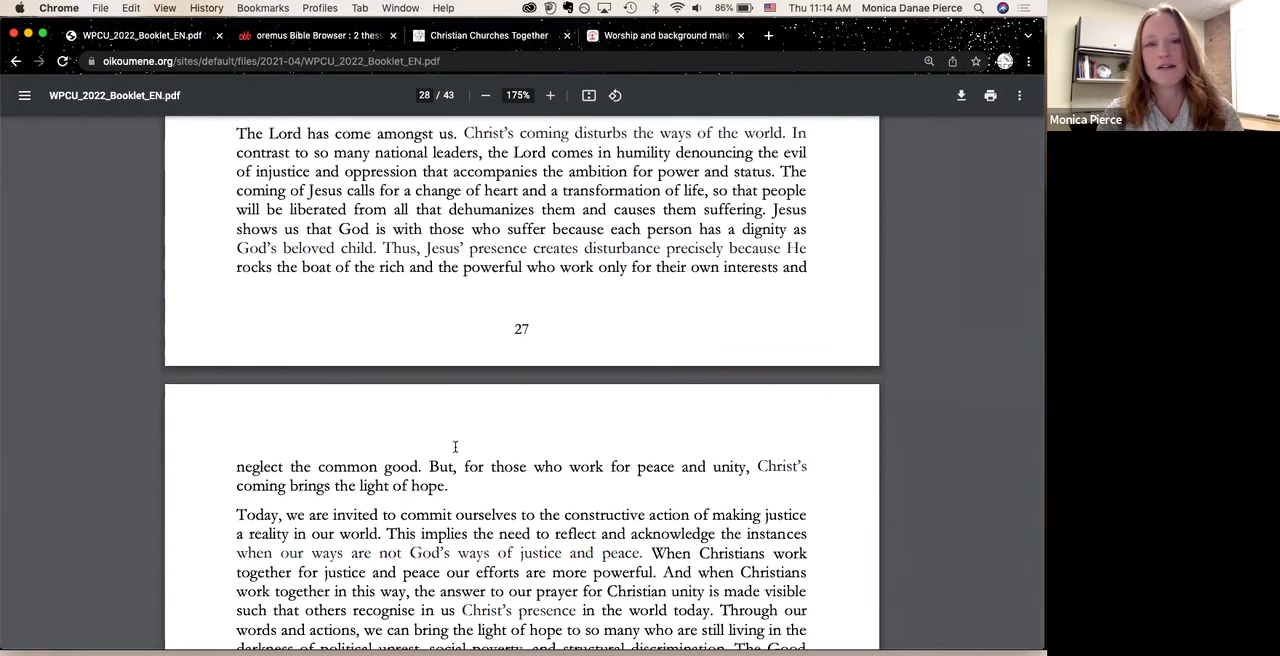 Chrome File Edit View History Bookmarks Profiles Tab Window Help 86% Thu 11:14 AM Monica Danae Pierce
WPCU_2022_Booklet_EN.pdf oremus Bible Browser : 2 thess Christian Churches Together Worship and background mate
oikoumene.org/sites/default/files/2021-04/WPCU_2022_Booklet_EN.pdf
WPCU_2022_Booklet_EN.pdf 28 / 43 175%
Monica Pierce
The Lord has come amongst us. Christ's coming disturbs the ways of the world. In
contrast to so many national leaders, the Lord comes in humility denouncing the evil
of injustice and oppression that accompanies the ambition for power and status. The
coming of Jesus calls for a change of heart and a transformation of life, so that people
will be liberated from all that dehumanizes them and causes them suffering. Jesus
shows us that God is with those who suffer because each person has a dignity as
God's beloved child. Thus, Jesus' presence creates disturbance precisely because He
rocks the boat of the rich and the powerful who work only for their own interests and
27
neglect the common good. But, for those who work for peace and unity, Christ's
coming brings the light of hope.
Today, we are invited to commit ourselves to the constructive action of making justice
a reality in our world. This implies the need to reflect and acknowledge the instances
when our ways are not God's ways of justice and peace. When Christians work
together for justice and peace our efforts are more powerful. And when Christians
work together in this way, the answer to our prayer for Christian unity is made visible
such that others recognise in us Christ's presence in the world today. Through our
words and actions, we can bring the light of hope to so many who are still living in the
darkness of political unrest, social poverty, and structural discrimination. The Good